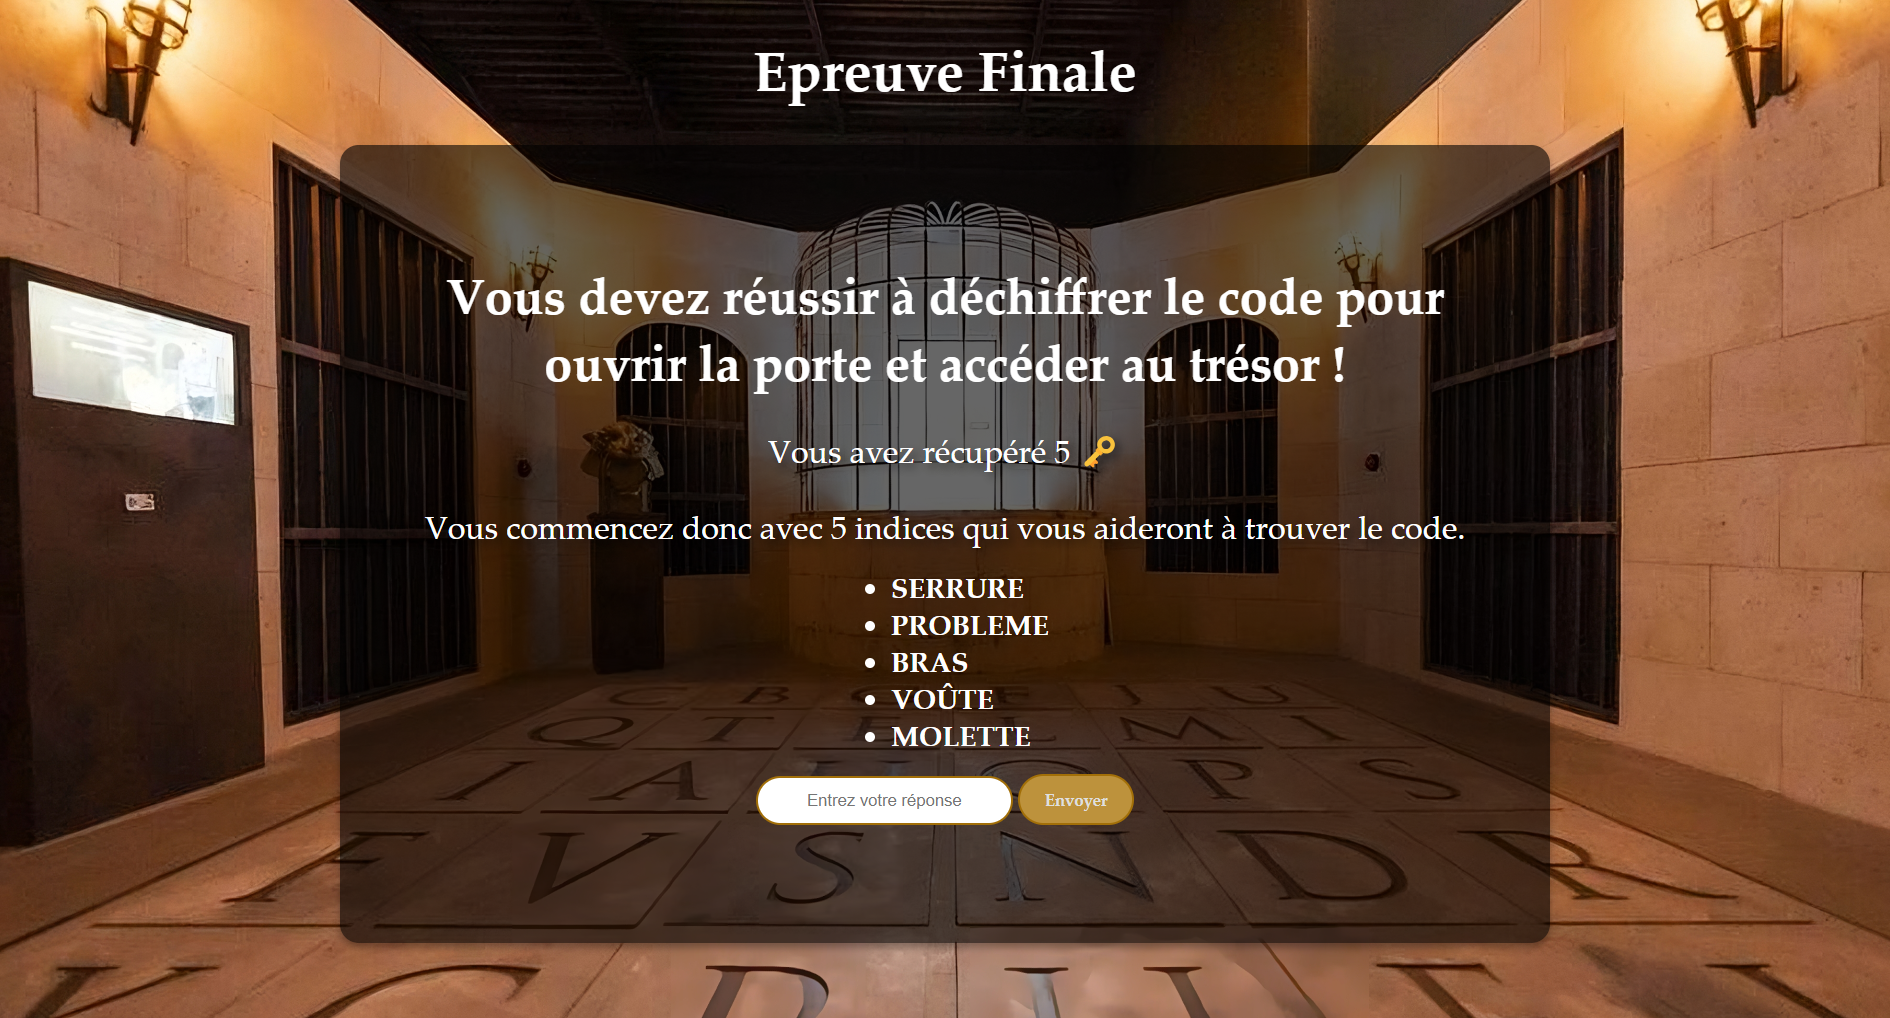 Epreuve Finale
Vous devez réussir à déchiffrer le code pour
ouvrir la porte et accéder au trésor !
Vous avez récupéré 5
Vous commencez donc avec 5 indices qui vous aideront à trouver le code.
• SERRURE
• PROBLEME
• BRAS
• VOÛTE
• MOLETTE
Entrez votre réponse Envoyer